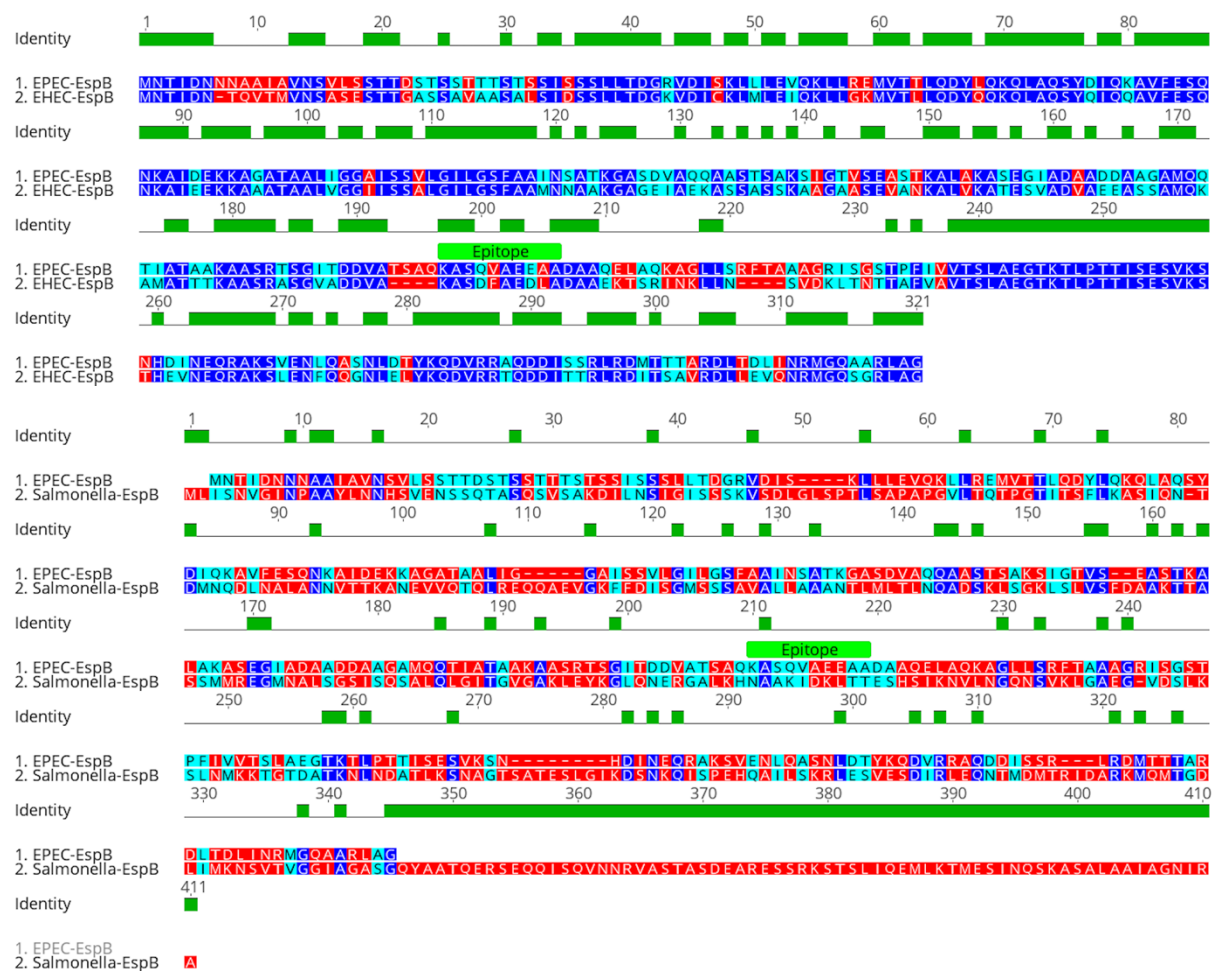 1 10 20 30 40 50 60 70 80
Identity
1. EPEC-EspB MNTIDNNNAAIAVNSVLSSTTDSTSSTTTSTSSISSSLLTDGRVDISKLLLEVQKLLREMVTTLQDYLQKQLAQSYDIQKAVFESQ
2. EHEC-EspB MNTIDN-TQVTMVNSASESTTGASSAVAASALSIDSSLLTDGKVDICKLMLEIQKLLGKMVTLLQDYQQKQLAQSYQIQQAVFESQ
90 100 110 120 130 140 150 160 170
Identity
1. EPEC-EspB NKAIDEKKAGATAALIGGAISSVLGILGSFAAINSATKGASDVAQQAASTSAKSIGTVSEASTKALAKASEGIADAADDAAGAMQQ
2. EHEC-EspB NKAIEEKKAAATAALVGGIISSALGILGSFAAMNNAAKGAGEIAEKASSASSKAAGAASEVANKALVKATESVADVAEEASSAMQK
180 190 200 210 220 230 240 250
Identity
Epitope
1. EPEC-EspB TIATAAKAASRTSGITDDVATSAQKASQVAEEAADAAQELAQKAGLLSRFTAAAGRISGSTPFIVVTSLAEGTKTLPTTISESVKS
2. EHEC-EspB AMATTTKAASRASGVADDVA----KASDFAEDLADAAEKTSRINKLLN----SVDKLTNTTAFVAVTSLAEGTKTLPTTISESVKS
260 270 280 290 300 310 321
Identity
1. EPEC-EspB NHDINEQRAKSVENLQASNLDTYKQDVRRAQDDISSRLRDMTTTARDLTDLINRMGQAARLAG
2. EHEC-EspB THEVNEQRAKSLENFQQGNLELYKQDVRRTQDDITTRLRDITSAVRDLLEVQNRMGQSGRLAG
1 10 20 30 40 50 60 70 80
Identity
1. EPEC-EspB MNTIDNNNAAIAVNSVLSSTTDSTSSTTTSTSSISSSLLTDGRVDIS----KLLLEVQKLLREMVTTLQDYLQKQLAQSY
2. Salmonella-EspB MLISNVGINPAAYLNNHSVENSSQTASQSVSAKDILNSIGISSSKVSDLGLSPTLSAPAPGVLTQTPGTITSFLKASIQN-T
90 100 110 120 130 140 150 160
Identity
1. EPEC-EspB DIQKAVFESQNKAIDEKKAGATAALIG-----GAISSVLGILGSFAAINSATKGASDVAQQAASTSAKSIGTVS--EASTKA
2. Salmonella-EspB DMNQDLNALANNVTTKANEVVQTQLREQQAEVGKFFDISGMSSSAVALLAAANTLMLTLNQADSKLSGKLSLVSFDAAKTTA
170 180 190 200 210 220 230 240
Identity
Epitope
1. EPEC-EspB LAKASEGIADAADDAAGAMQQTIATAAKAASRTSGITDDVATSAQKASQVAEEAADAAQELAQKAGLLSRFTAAAGRISGST
2. Salmonella-EspB SSMMREGMNALSGSISQSALQLGITGVGAKLEYKGLQNERGALKHNAAKIDKLTTESHSIKNVLNGQNSVKLGAEG-VDSLK
250 260 270 280 290 300 310 320
Identity
1. EPEC-EspB PFIVVTSLAEGTKTLPTTISESVKSN---------HDINEQRAKSVENLQASNLDTYKQDVRRAQDDISSR---LRDMTTTAR
2. Salmonella-EspB SLNMKKTGTDATKNLNDATLKSNAGTSATESLGIKDSNKQISPEHQAILSKRLESVESDIRLEQNTMDMTRIDARKMQMTGD
330 340 350 360 370 380 390 400 410
Identity
1. EPEC-EspB DLTDLINRMGQAARLAG
2. Salmonella-EspB LIMKNSVTVGGIAGASGQYAATQERSEQQISQVNNRVASTASDEARESSRKSTSLIQEMLKTMESINQSKASALAAIAGNIR
411
Identity
1. EPEC-EspB
2. Salmonella-EspB A